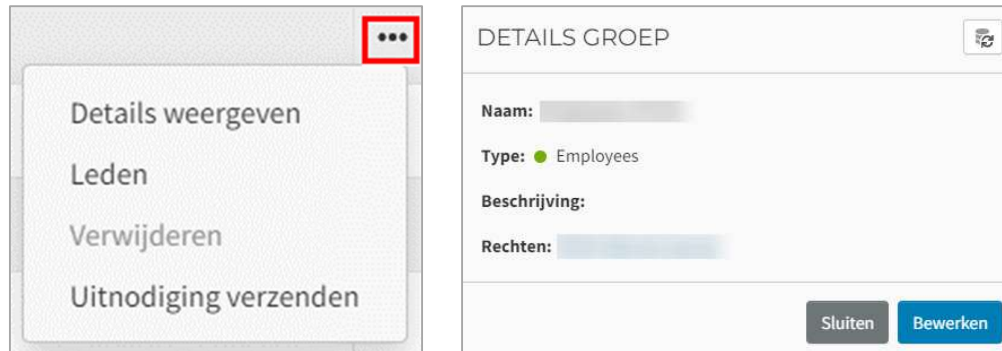 Details weergeven
Leden
Verwijderen
Uitnodiging verzenden
DETAILS GROEP
Naam:
Type: Employees
Beschrijving:
Rechten:
Sluiten Bewerken